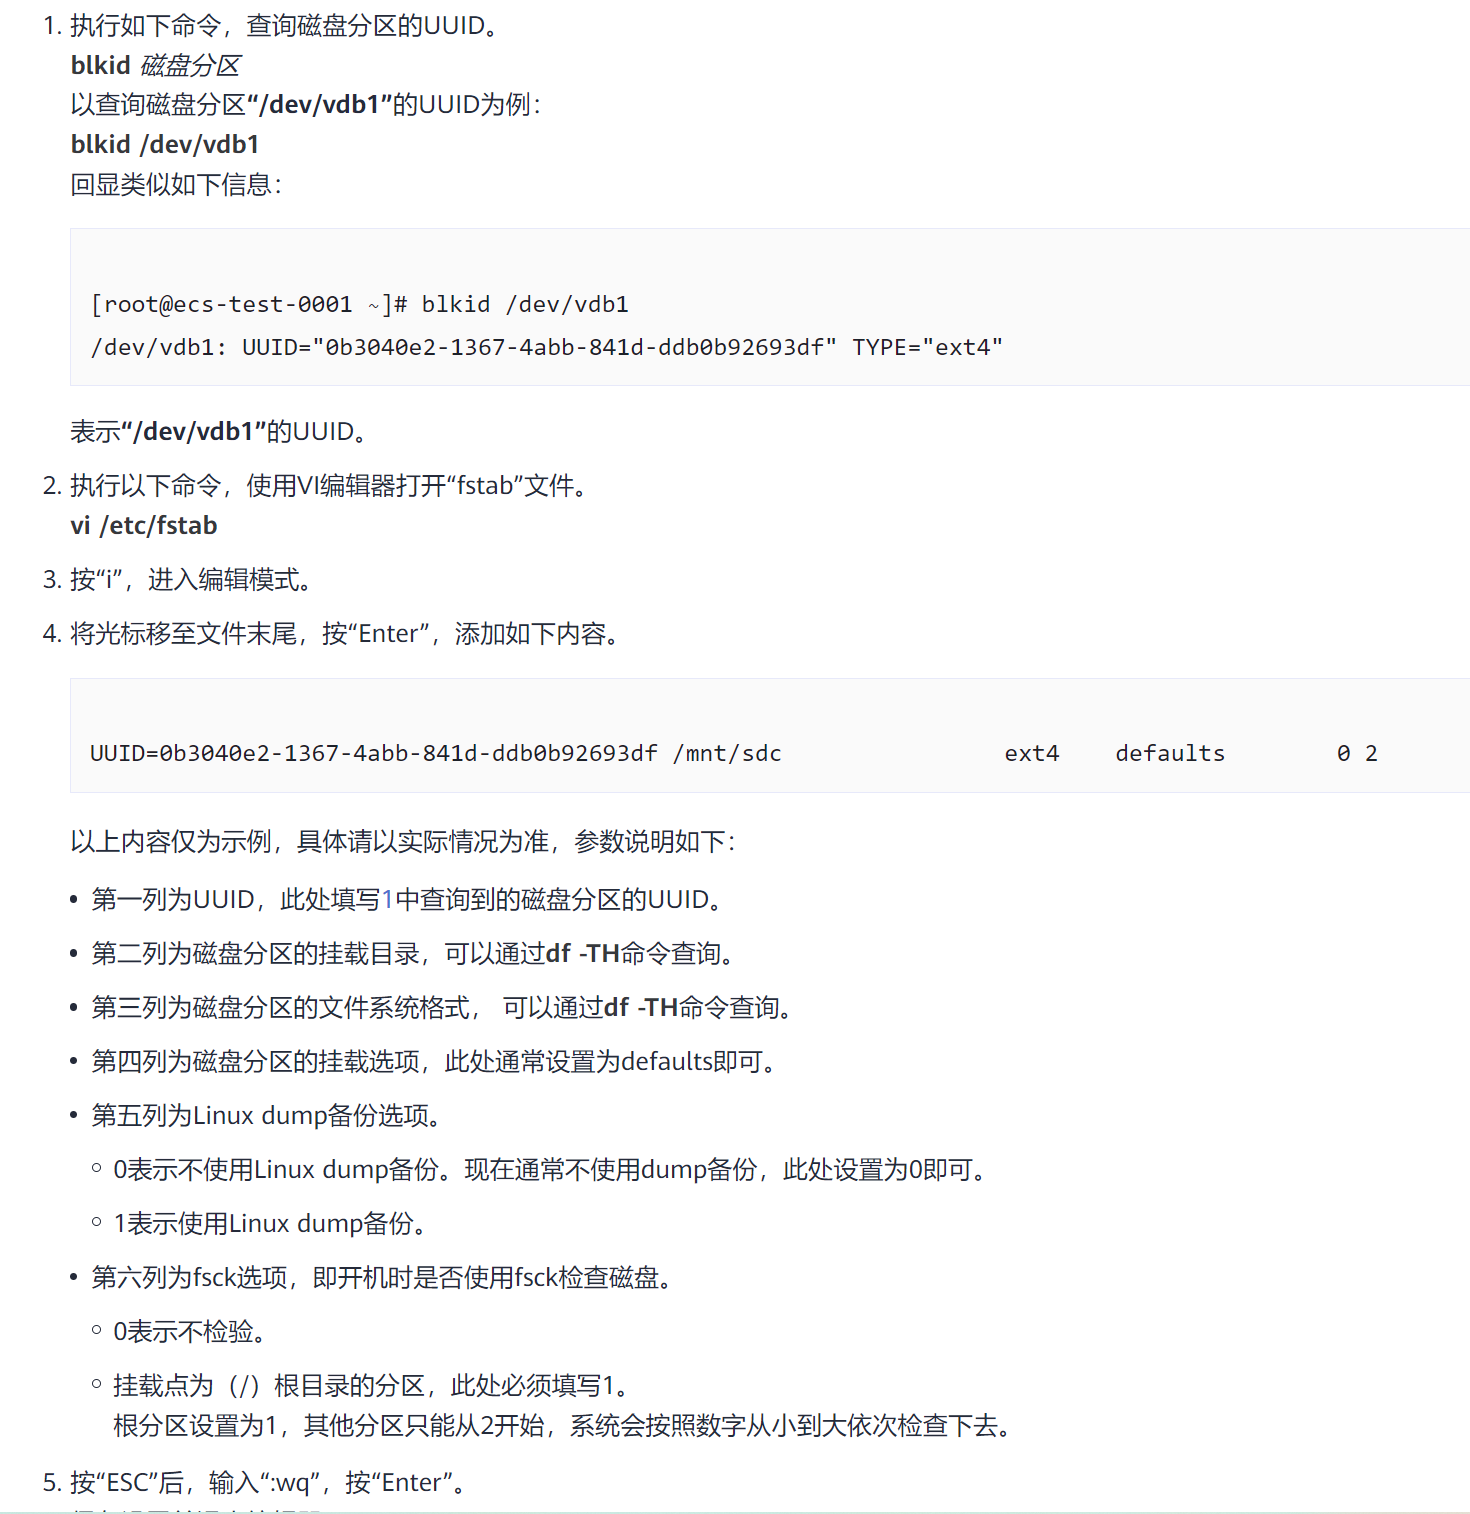 1. 执行如下命令，查询磁盘分区的UUID。
blkid 磁盘分区
以查询磁盘分区“/dev/vdb1”的UUID为例：
blkid /dev/vdb1
回显类似如下信息：
[root@ecs-test-0001 ~]# blkid /dev/vdb1
/dev/vdb1: UUID="0b3040e2-1367-4abb-841d-ddb0b92693df" TYPE="ext4"
表示“/dev/vdb1”的UUID。
2. 执行以下命令，使用VI编辑器打开“fstab”文件。
vi /etc/fstab
3. 按“i”，进入编辑模式。
4. 将光标移至文件末尾，按“Enter”，添加如下内容。
UUID=0b3040e2-1367-4abb-841d-ddb0b92693df /mnt/sdc                ext4    defaults        0 2
以上内容仅为示例，具体请以实际情况为准，参数说明如下：
• 第一列为UUID，此处填写1中查询到的磁盘分区的UUID。
• 第二列为磁盘分区的挂载目录，可以通过df -TH命令查询。
• 第三列为磁盘分区的文件系统格式， 可以通过df -TH命令查询。
• 第四列为磁盘分区的挂载选项，此处通常设置为defaults即可。
• 第五列为Linux dump备份选项。
○ 0表示不使用Linux dump备份。现在通常不使用dump备份，此处设置为0即可。
○ 1表示使用Linux dump备份。
• 第六列为fsck选项，即开机时是否使用fsck检查磁盘。
○ 0表示不检验。
○ 挂载点为（/）根目录的分区，此处必须填写1。
根分区设置为1，其他分区只能从2开始，系统会按照数字从小到大依次检查下去。
5. 按“ESC”后，输入“:wq”，按“Enter”。